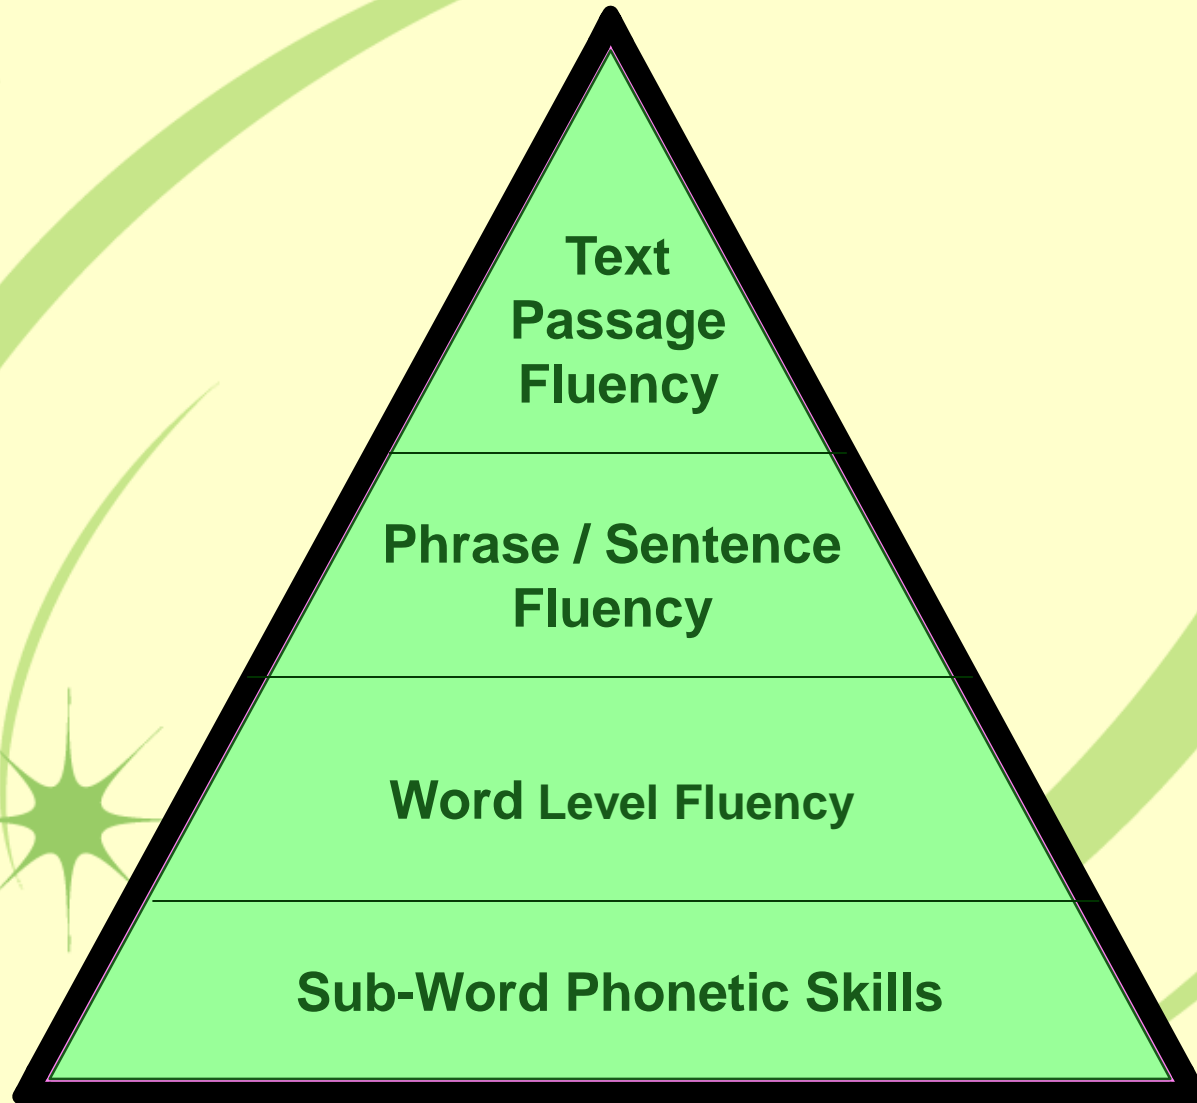 Text
Passage
Fluency
Phrase / Sentence
Fluency
Word Level Fluency
Sub-Word Phonetic Skills